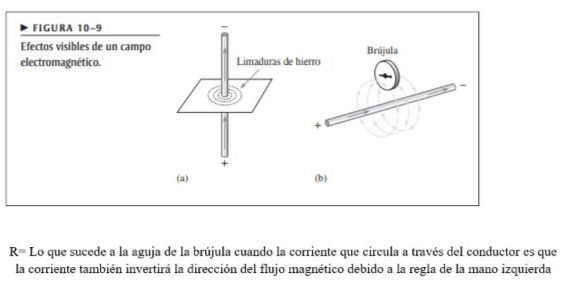 ▶ FIGURA 10–9
Efectos visibles de un campo
electromagnético.
Limaduras de hierro
Brújula
–
+
(a)
–
+
(b)
R= Lo que sucede a la aguja de la brújula cuando la corriente que circula a través del conductor es que
la corriente también invertirá la dirección del flujo magnético debido a la regla de la mano izquierda